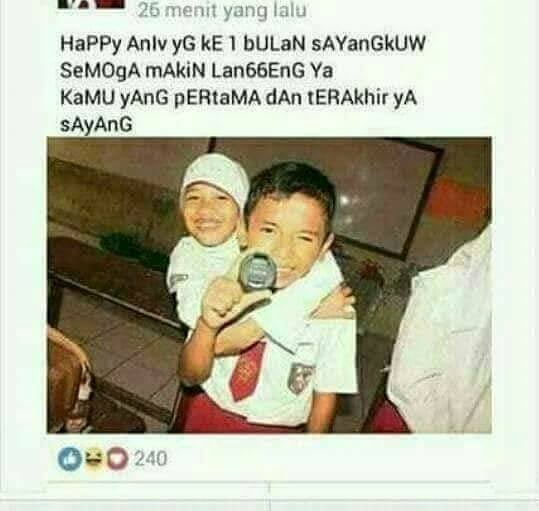 26 menit yang lalu
HaPPy AnIv yG kE 1 bULaN sAYanGkUW
SeMOgA mAkiN Lan66EnG Ya
KaMU yAnG pERtaMA dAn tERAkhir yA
sAyAnG
240